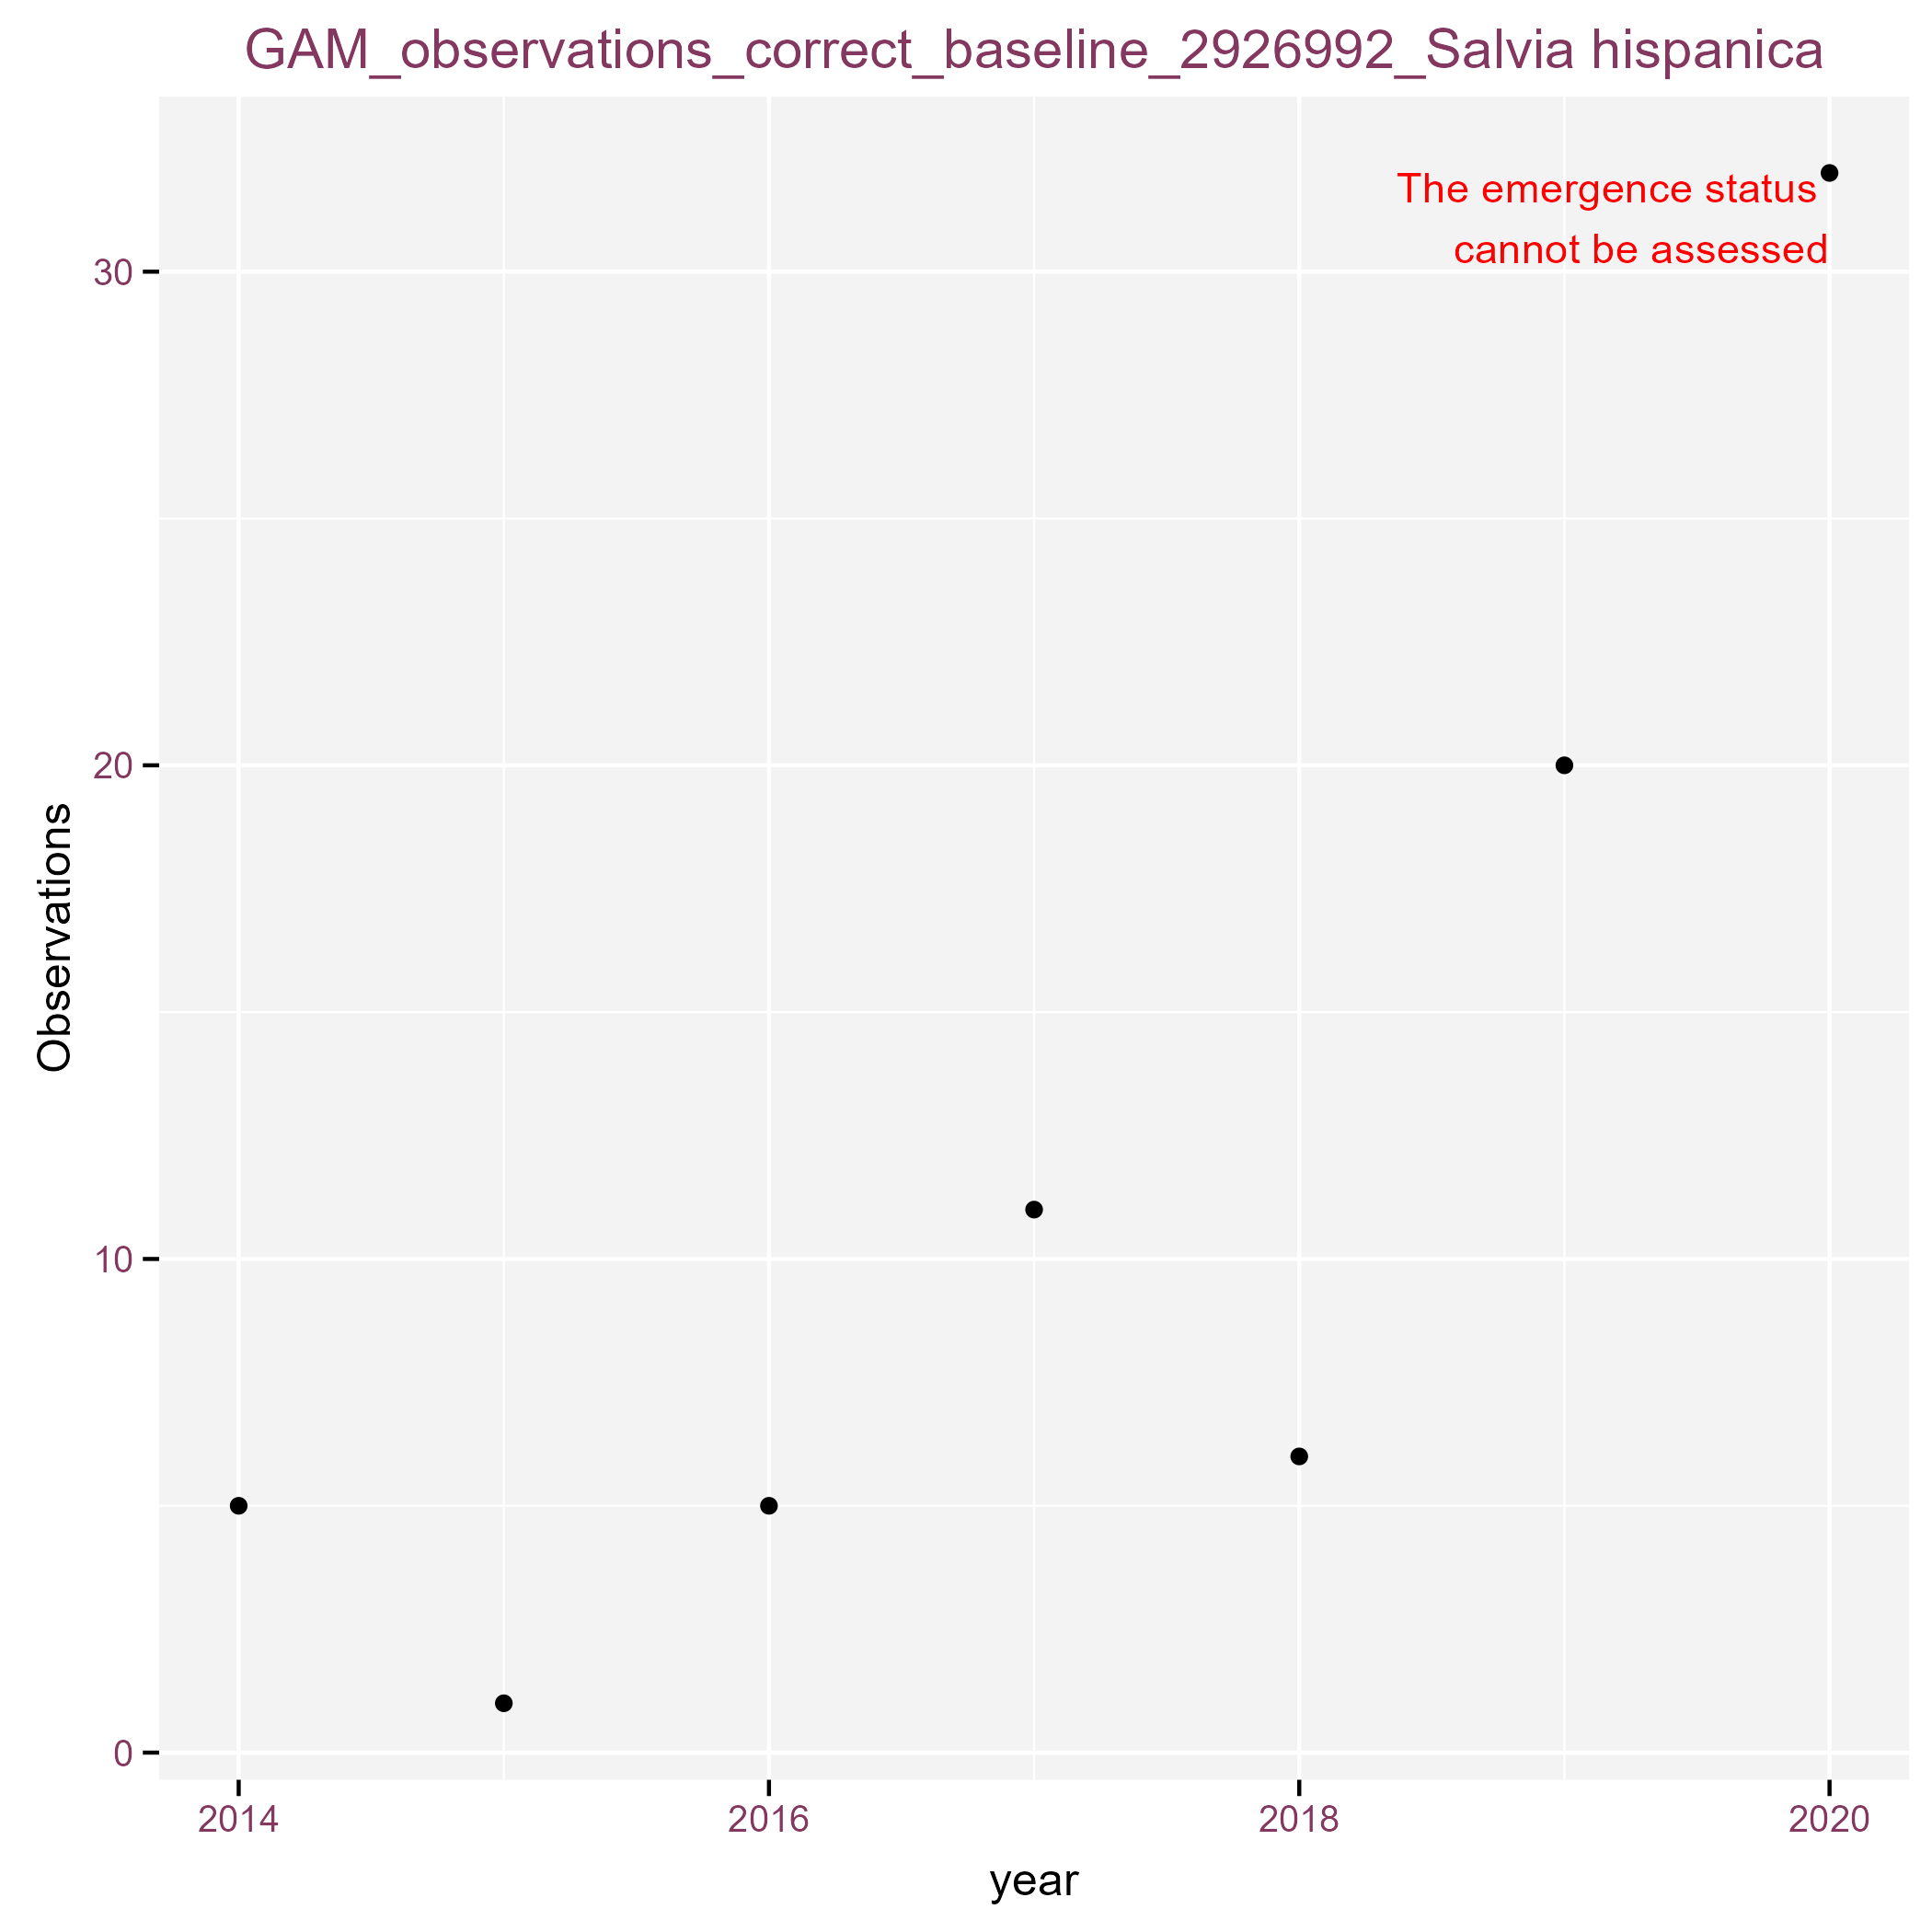 GAM_observations_correct_baseline_2926992_Salvia hispanica
The emergence status
cannot be assessed
30
20
10
0
Observations
2014 2016 2018 2020
year